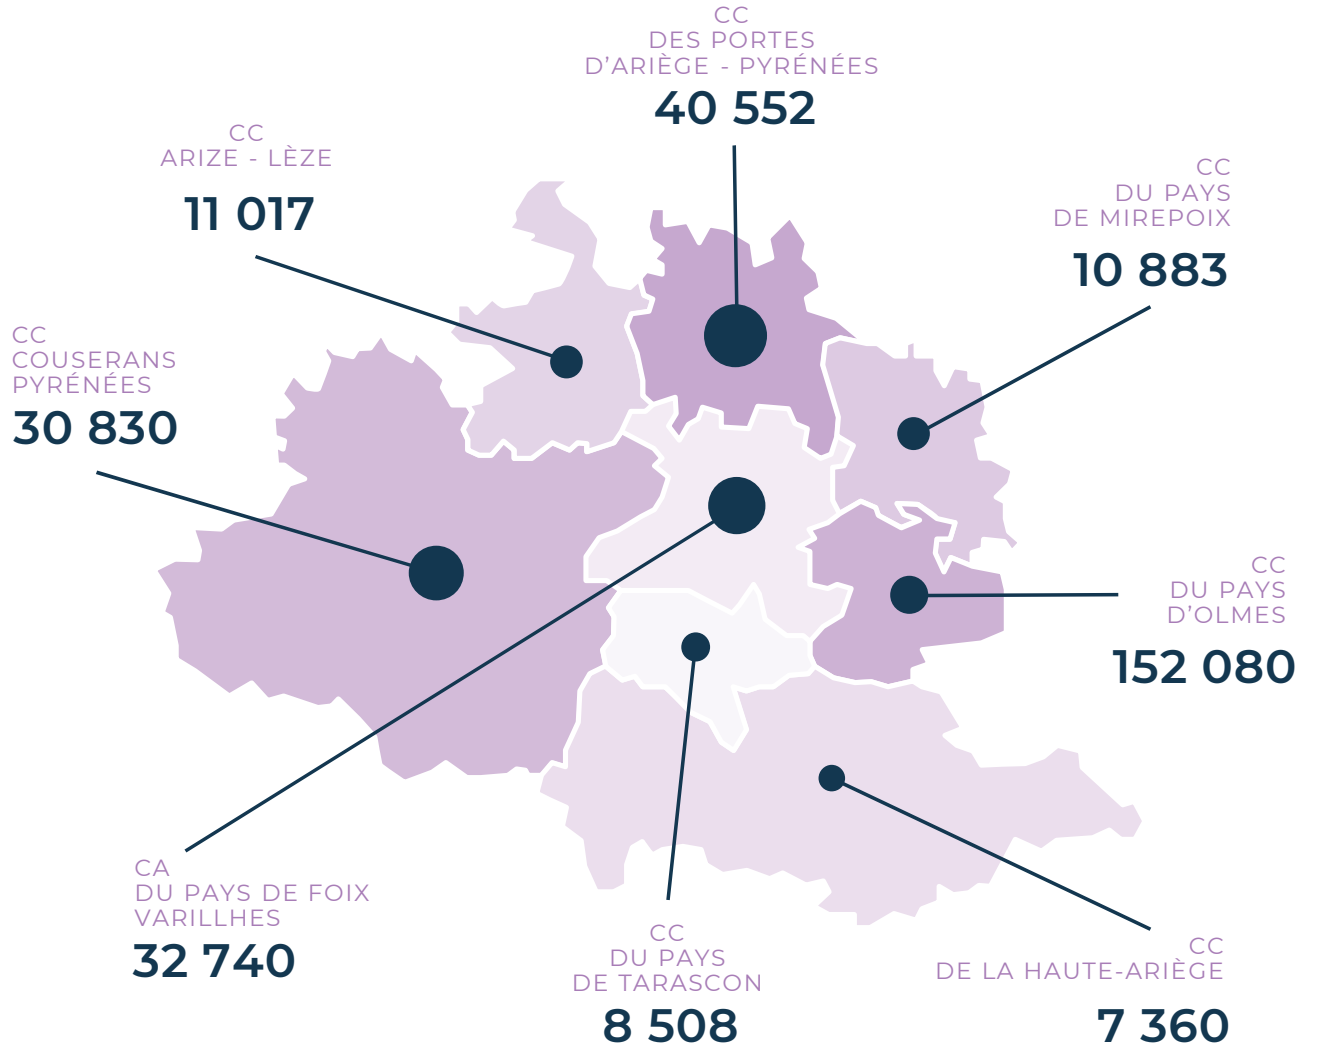 CC
DES PORTES
D’ARIÈGE - PYRÉNÉES
40 552
CC
ARIZE - LÈZE
11 017
CC
DU PAYS
DE MIREPOIX
10 883
CC
COUSERANS
PYRÉNÉES
30 830
CC
DU PAYS
D’OLMES
152 080
CA
DU PAYS DE FOIX
VARILLHES
32 740
CC
DU PAYS
DE TARASCON
8 508
CC
DE LA HAUTE-ARIÈGE
7 360